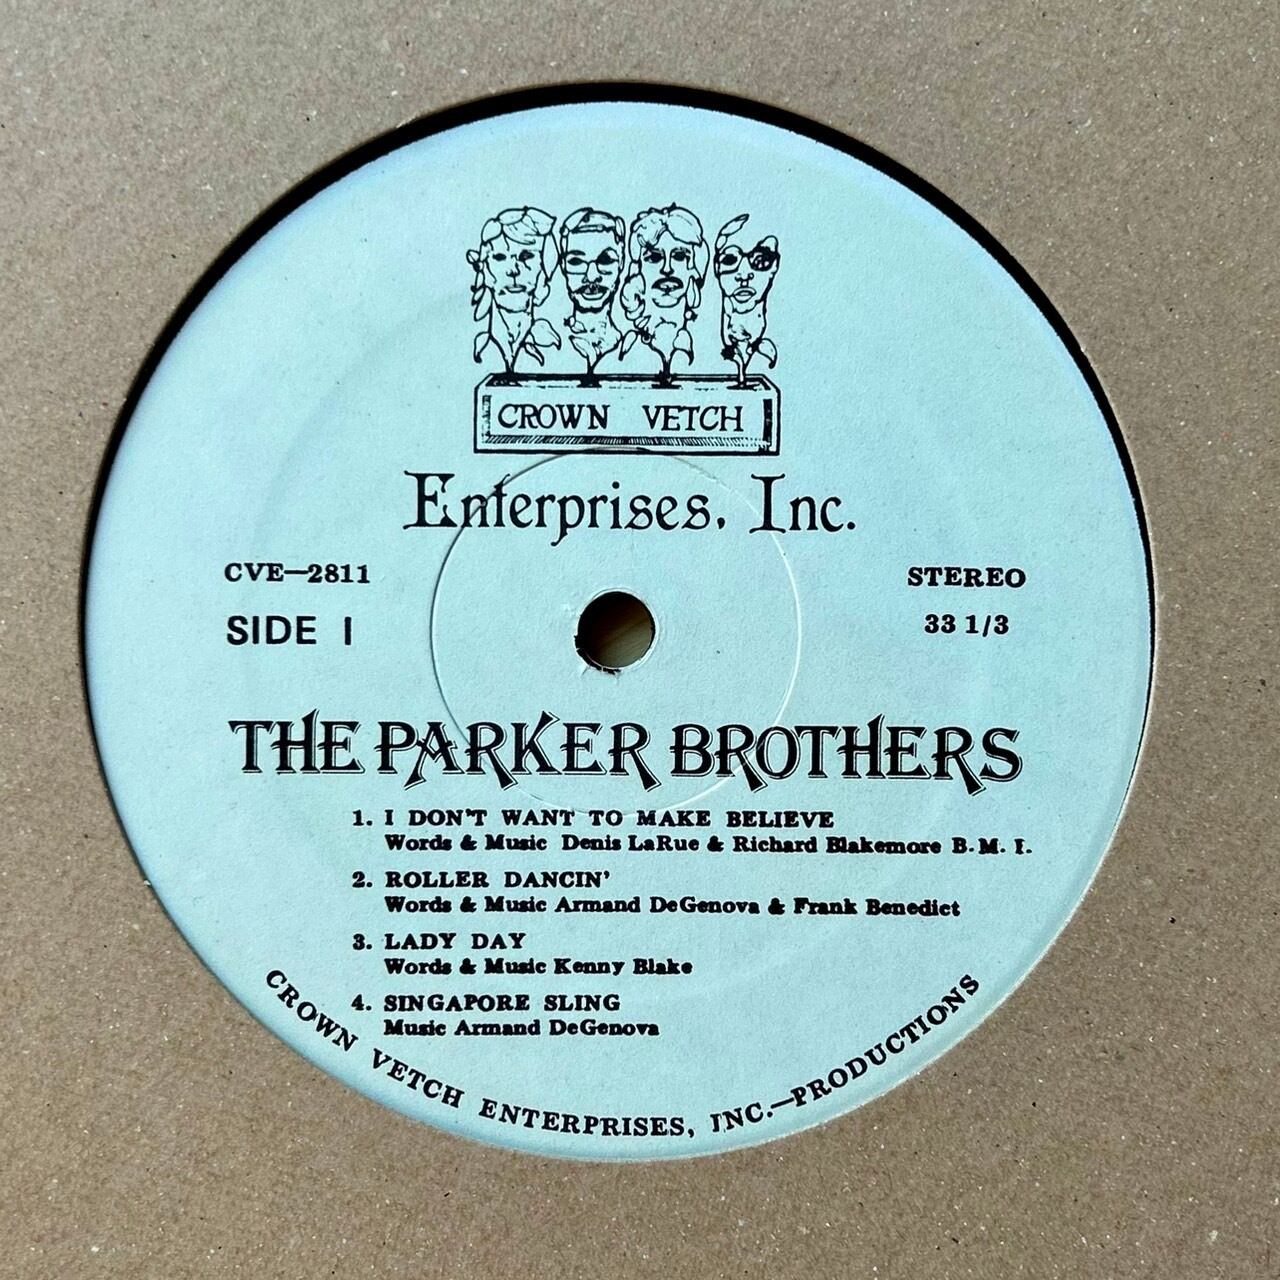 CROWN VETCH
Enterprises, Inc.
CVE—2811
STEREO
SIDE I
33 1/3
THE PARKER BROTHERS
1. I DON'T WANT TO MAKE BELIEVE
Words & Music Denis LaRue & Richard Blakemore B.M.I.
2. ROLLER DANCIN'
Words & Music Armand DeGenova & Frank Benedict
3. LADY DAY
Words & Music Kenny Blake
4. SINGAPORE SLING
Music Armand DeGenova
CROWN VETCH ENTERPRISES, INC.—PRODUCTIONS